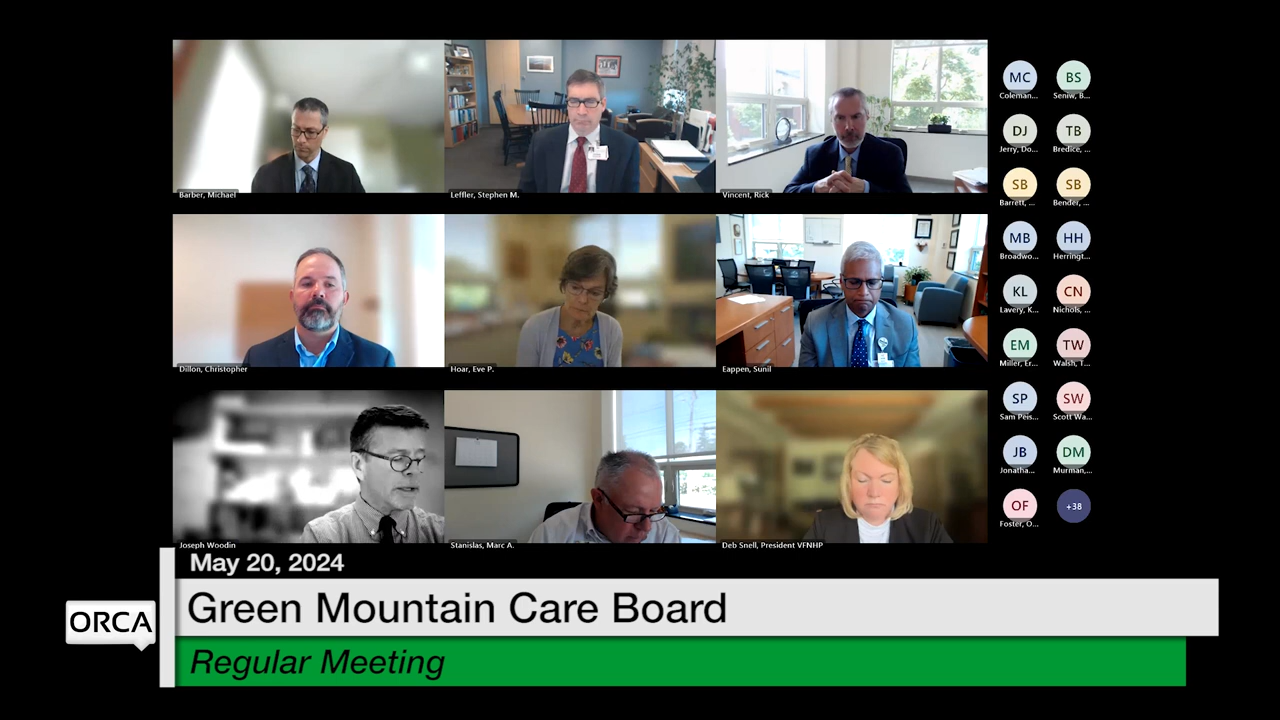 Barber, Michael
Leffler, Stephen M.
Vincent, Rick
Dillon, Christopher
Hoar, Eve P.
Eappen, Sunil
Joseph Woodin
Stanislas, Marc A.
Deb Snell, President VFNHP
MC BS
Coleman... Seniw, B...
DJ TB
Jerry, Do... Bredice, ...
SB SB
Barrett, ... Bender, ...
MB HH
Broadwo... Herringt...
KL CN
Lavery, K... Nichols, ...
EM TW
Miller, Er... Walsh, T...
SP SW
Sam Peis... Scott Wa...
JB DM
Jonatha... Murman,...
OF +38
Foster, O...
May 20, 2024
ORCA
Green Mountain Care Board
Regular Meeting